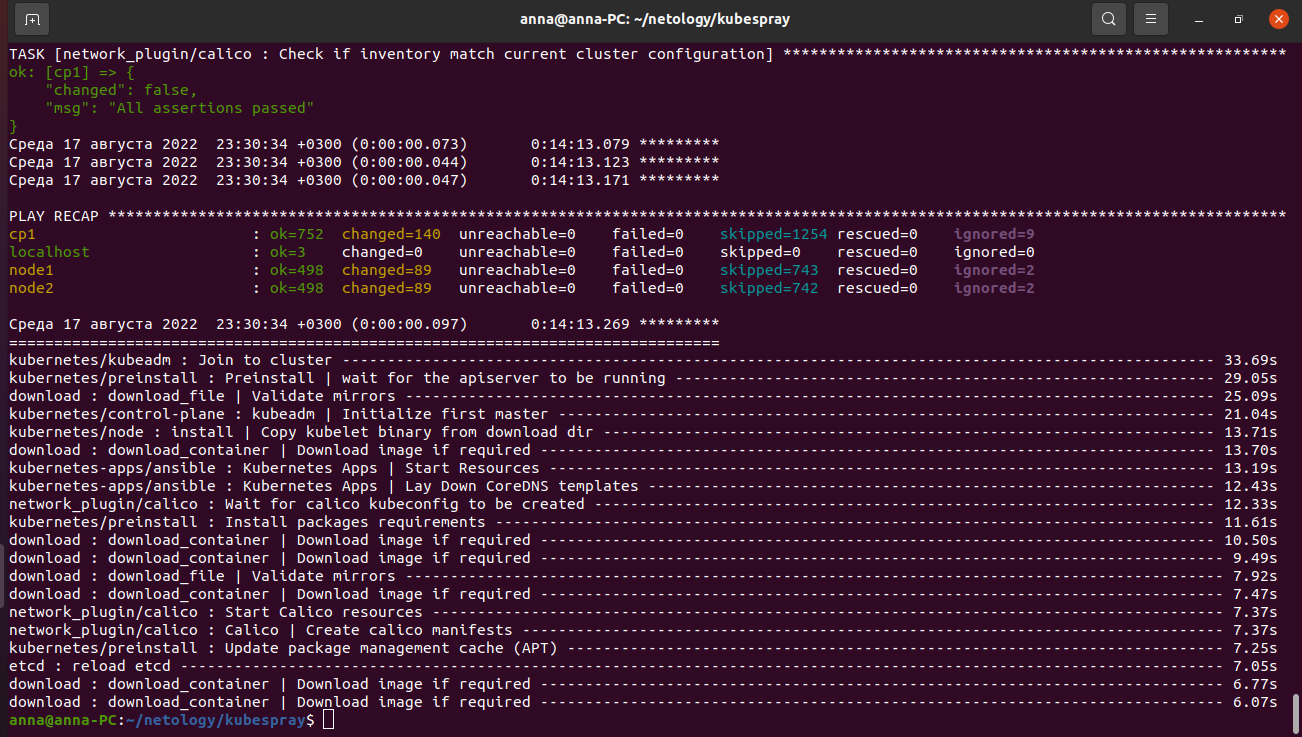 anna@anna-PC: ~/netology/kubespray
TASK [network_plugin/calico : Check if inventory match current cluster configuration] ********************************************************
ok: [cp1] => {
    "changed": false,
    "msg": "All assertions passed"
}
Среда 17 августа 2022  23:30:34 +0300 (0:00:00.073)       0:14:13.079 *********
Среда 17 августа 2022  23:30:34 +0300 (0:00:00.044)       0:14:13.123 *********
Среда 17 августа 2022  23:30:34 +0300 (0:00:00.047)       0:14:13.171 *********
PLAY RECAP ***********************************************************************************************************************************
cp1                        : ok=752  changed=140  unreachable=0    failed=0    skipped=1254 rescued=0    ignored=9
localhost                  : ok=3    changed=0    unreachable=0    failed=0    skipped=0    rescued=0    ignored=0
node1                      : ok=498  changed=89   unreachable=0    failed=0    skipped=743  rescued=0    ignored=2
node2                      : ok=498  changed=89   unreachable=0    failed=0    skipped=742  rescued=0    ignored=2
Среда 17 августа 2022  23:30:34 +0300 (0:00:00.097)       0:14:13.269 *********
===============================================================================
kubernetes/kubeadm : Join to cluster ------------------------------------------------------------------------------------------------- 33.69s
kubernetes/preinstall : Preinstall | wait for the apiserver to be running ------------------------------------------------------------ 29.05s
download : download_file | Validate mirrors ------------------------------------------------------------------------------------------ 25.09s
kubernetes/control-plane : kubeadm | Initialize first master ------------------------------------------------------------------------- 21.04s
kubernetes/node : install | Copy kubelet binary from download dir -------------------------------------------------------------------- 13.71s
download : download_container | Download image if required --------------------------------------------------------------------------- 13.70s
kubernetes-apps/ansible : Kubernetes Apps | Start Resources -------------------------------------------------------------------------- 13.19s
kubernetes-apps/ansible : Kubernetes Apps | Lay Down CoreDNS templates --------------------------------------------------------------- 12.43s
network_plugin/calico : Wait for calico kubeconfig to be created --------------------------------------------------------------------- 12.33s
kubernetes/preinstall : Install packages requirements -------------------------------------------------------------------------------- 11.61s
download : download_container | Download image if required --------------------------------------------------------------------------- 10.50s
download : download_container | Download image if required ---------------------------------------------------------------------------- 9.49s
download : download_file | Validate mirrors ------------------------------------------------------------------------------------------- 7.92s
download : download_container | Download image if required ---------------------------------------------------------------------------- 7.47s
network_plugin/calico : Start Calico resources ---------------------------------------------------------------------------------------- 7.37s
network_plugin/calico : Calico | Create calico manifests ------------------------------------------------------------------------------ 7.37s
kubernetes/preinstall : Update package management cache (APT) ------------------------------------------------------------------------- 7.25s
etcd : reload etcd -------------------------------------------------------------------------------------------------------------------- 7.05s
download : download_container | Download image if required ---------------------------------------------------------------------------- 6.77s
download : download_container | Download image if required ---------------------------------------------------------------------------- 6.07s
anna@anna-PC:~/netology/kubespray$